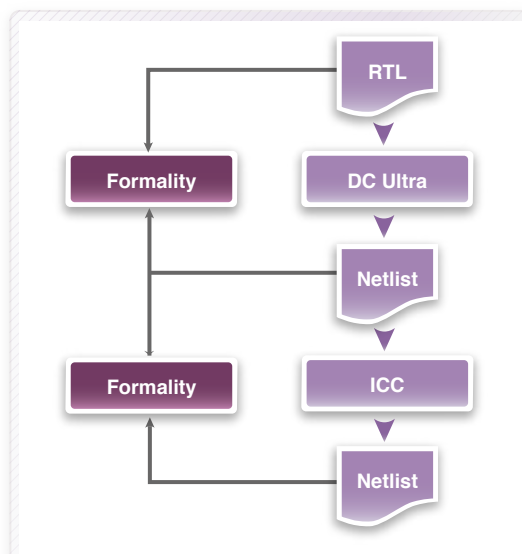 RTL
Formality
DC Ultra
Netlist
Formality
ICC
Netlist